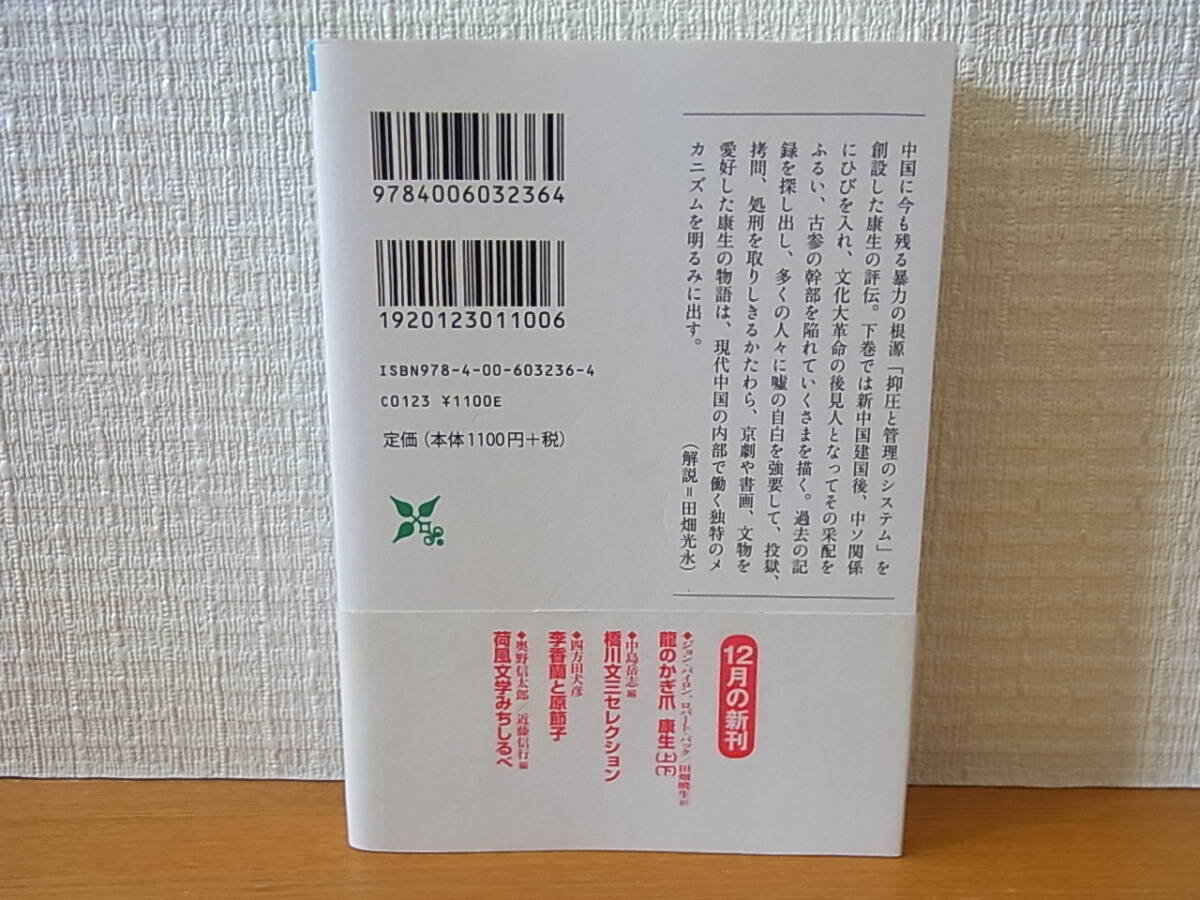 中国に今も残る暴力の根源「抑圧と管理のシステム」を
創設した康生の評伝。下巻では新中国建国後、中ソ関係
にひびを入れ、文化大革命の後見人となってその采配を
ふるい、古参の幹部を陥れていくさまを描く。過去の記
録を探し出し、多くの人々に嘘の自白を強要して、投獄、
拷問、処刑を取りしきるかたわら、京劇や書画、文物を
愛好した康生の物語は、現代中国の内部で働く独特のメ
カニズムを明るみに出す。
（解説＝田畑光永）
9784006032364
1920123011006
ISBN978-4-00-603236-4
C0123 ¥1100E
定価（本体1100円＋税）
12月の新刊
◆ジョン・バイロン、ロバート・パック／田畑暁生 訳
龍のかぎ爪 康生（上）（下）
◆中島岳志 編
橋川文三セレクション
◆四方田犬彦
李香蘭と原節子
◆奥野信太郎／近藤信行 編
荷風文学みちしるべ